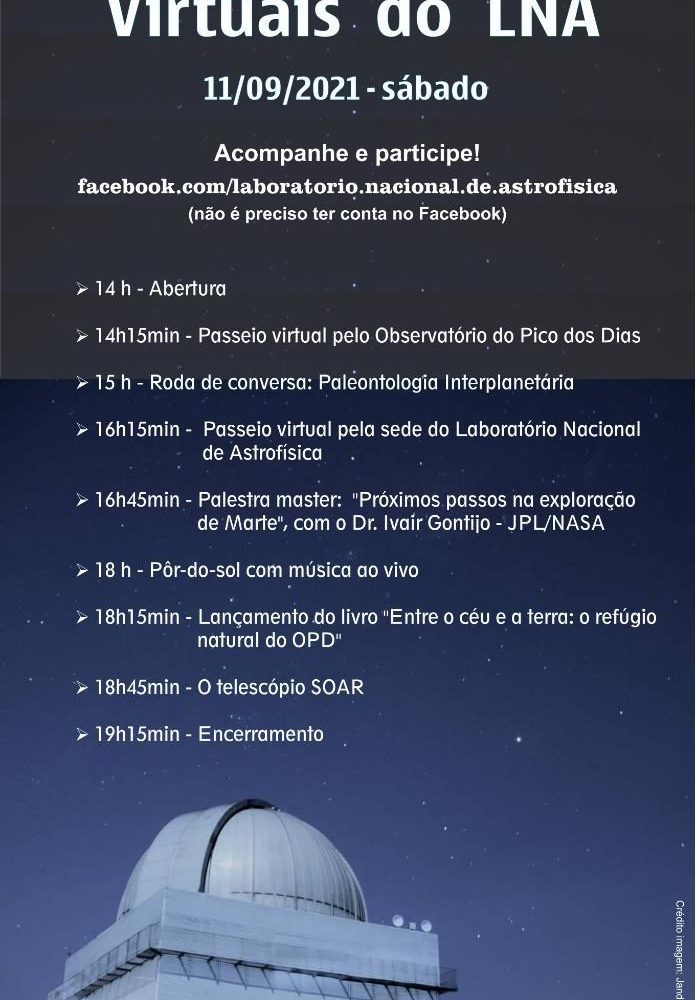 Virtuais do LNA
11/09/2021 - sábado
Acompanhe e participe!
facebook.com/laboratorio.nacional.de.astrofisica
(não é preciso ter conta no Facebook)
➢ 14 h - Abertura
➢ 14h15min - Passeio virtual pelo Observatório do Pico dos Dias
➢ 15 h - Roda de conversa: Paleontologia Interplanetária
➢ 16h15min - Passeio virtual pela sede do Laboratório Nacional
de Astrofísica
➢ 16h45min - Palestra master: "Próximos passos na exploração
de Marte", com o Dr. Ivair Gontijo - JPL/NASA
➢ 18 h - Pôr-do-sol com música ao vivo
➢ 18h15min - Lançamento do livro "Entre o céu e a terra: o refúgio
natural do OPD"
➢ 18h45min - O telescópio SOAR
➢ 19h15min - Encerramento
Crédito imagem: